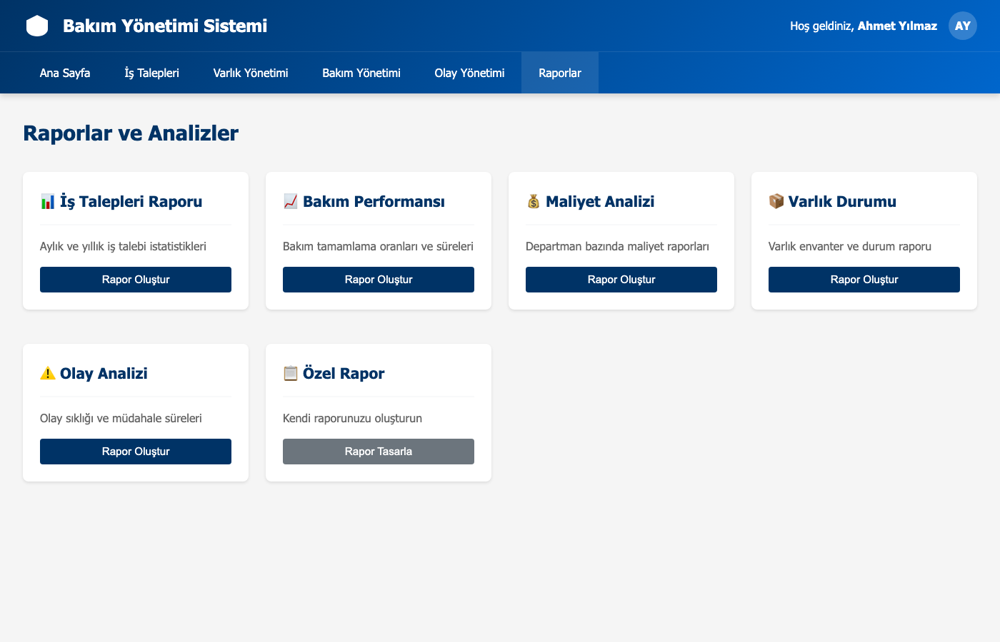 Bakım Yönetimi Sistemi
Hoş geldiniz, Ahmet Yılmaz
AY
Ana Sayfa
İş Talepleri
Varlık Yönetimi
Bakım Yönetimi
Olay Yönetimi
Raporlar
Raporlar ve Analizler
İş Talepleri Raporu
Aylık ve yıllık iş talebi istatistikleri
Rapor Oluştur
Bakım Performansı
Bakım tamamlama oranları ve süreleri
Rapor Oluştur
Maliyet Analizi
Departman bazında maliyet raporları
Rapor Oluştur
Varlık Durumu
Varlık envanter ve durum raporu
Rapor Oluştur
Olay Analizi
Olay sıklığı ve müdahale süreleri
Rapor Oluştur
Özel Rapor
Kendi raporunuzu oluşturun
Rapor Tasarla